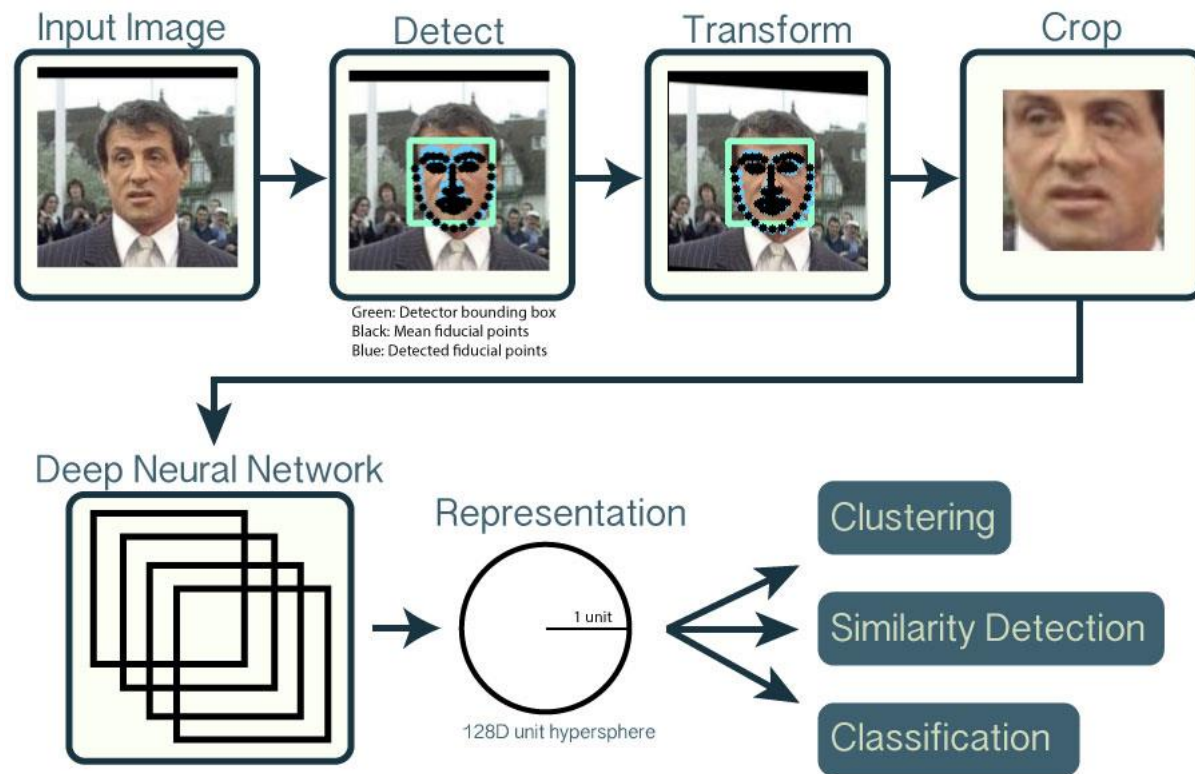 Input Image
Detect
Transform
Crop
Green: Detector bounding box
Black: Mean fiducial points
Blue: Detected fiducial points
Deep Neural Network
Representation
1 unit
128D unit hypersphere
Clustering
Similarity Detection
Classification